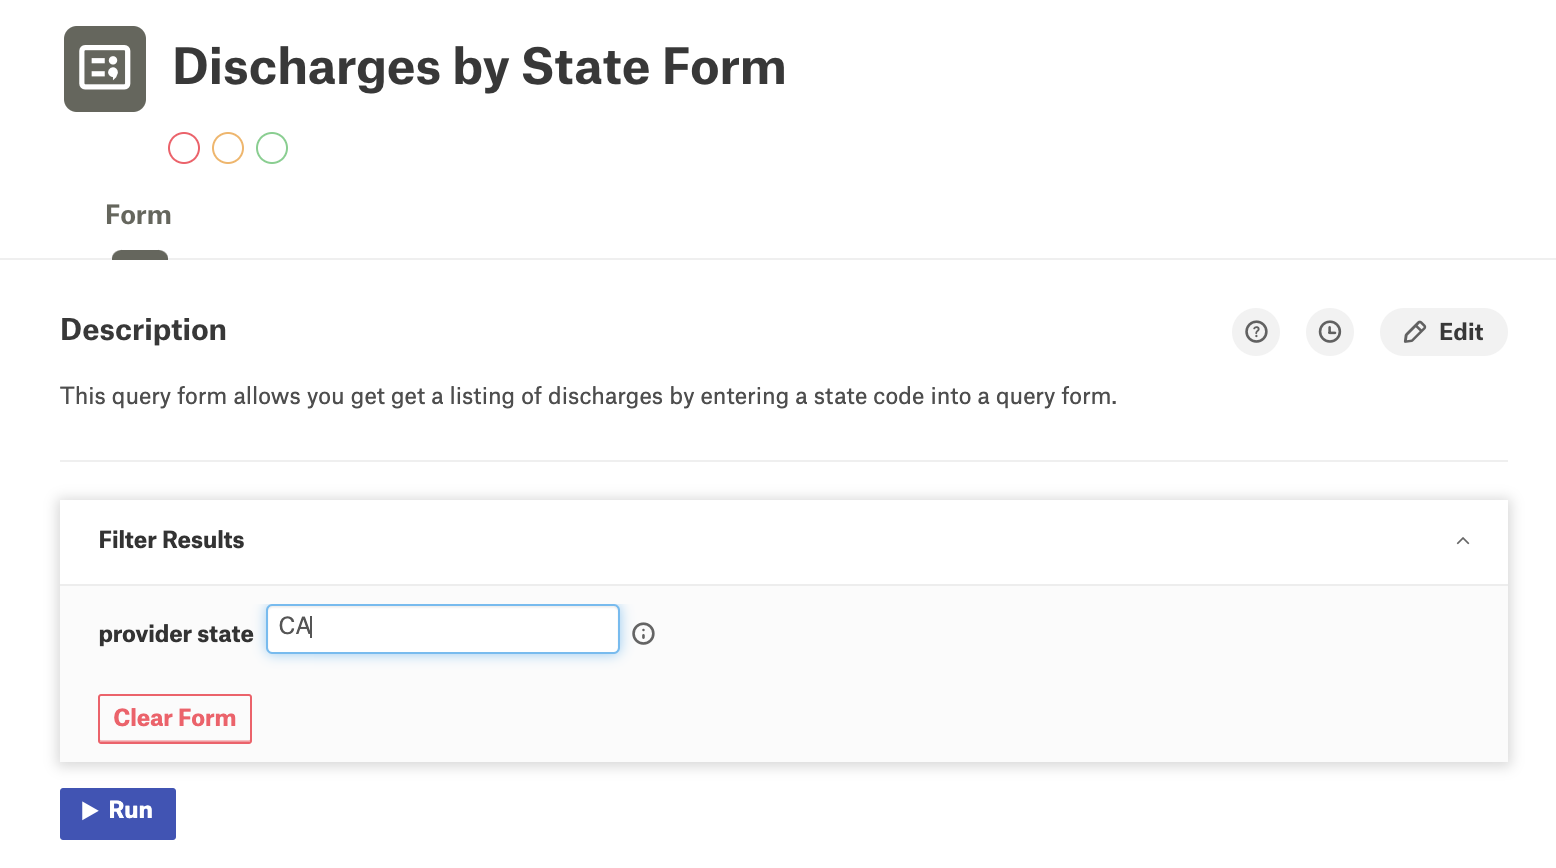 Discharges by State Form
Form
Description
Edit
This query form allows you get get a listing of discharges by entering a state code into a query form.
Filter Results
provider state
CA
Clear Form
Run